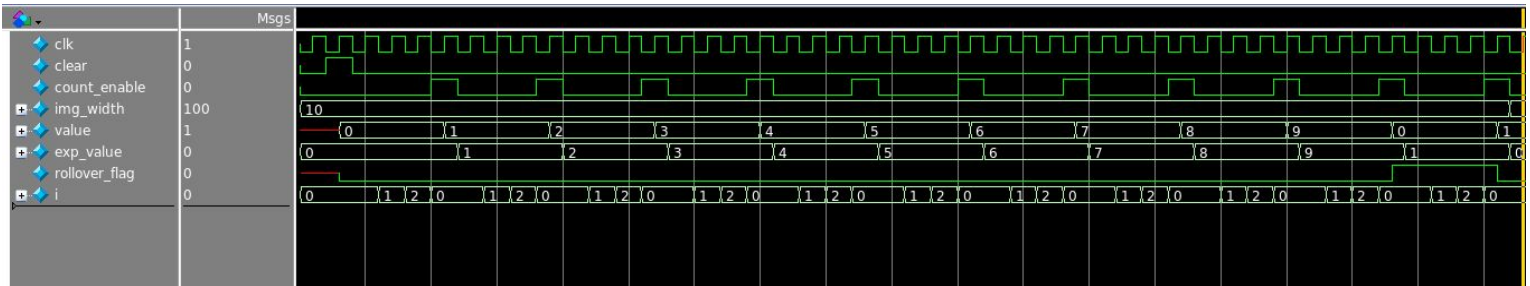 Msgs
clk 1
clear 0
count_enable 0
img_width 100 10
value 1 0 1 2 3 4 5 6 7 8 9 0 1
exp_value 0 0 1 2 3 4 5 6 7 8 9 1 0
rollover_flag 0
i 0 0 1 2 0 1 2 0 1 2 0 1 2 0 1 2 0 1 2 0 1 2 0 1 2 0 1 2 0 1 2 0 1 2 0